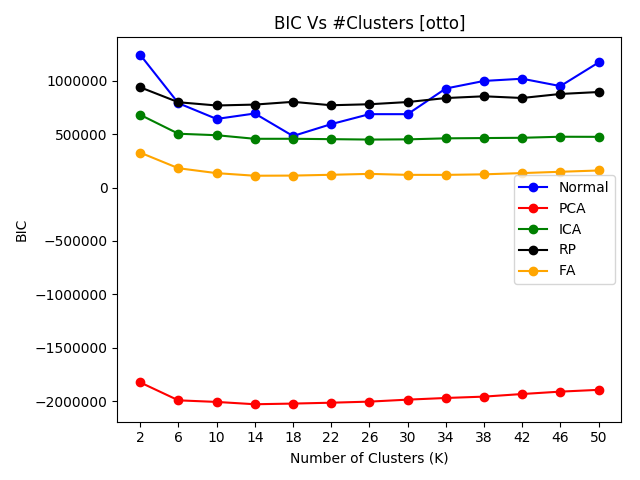 BIC Vs #Clusters [otto]
BIC
1000000
500000
0
−500000
−1000000
−1500000
−2000000
Normal
PCA
ICA
RP
FA
2 6 10 14 18 22 26 30 34 38 42 46 50
Number of Clusters (K)